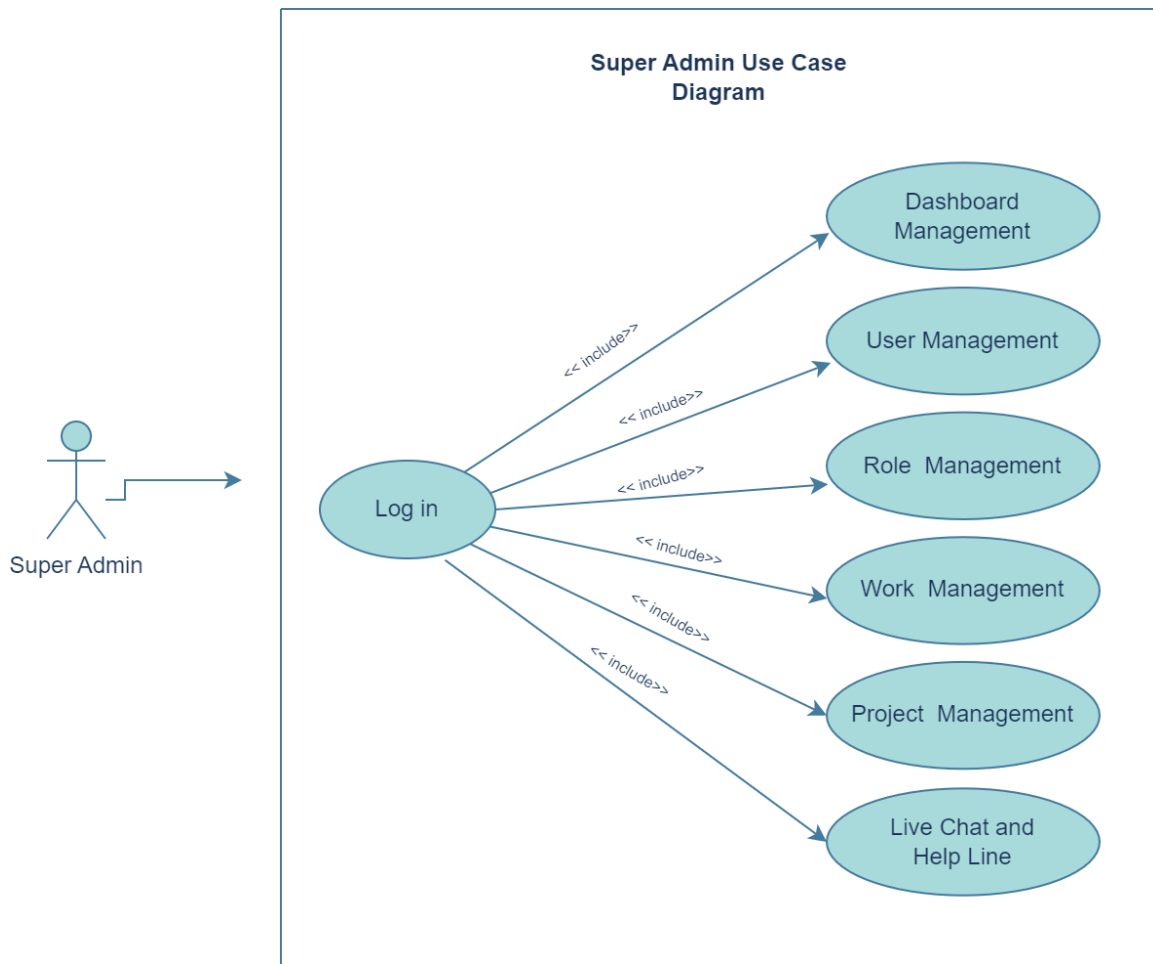 Super Admin Use Case
Diagram
Dashboard
Management
<< include>>
User Management
<< include>>
Role  Management
<< include>>
Log in
Super Admin
<< include>>
Work  Management
<< include>>
Project  Management
<< include>>
Live Chat and
Help Line